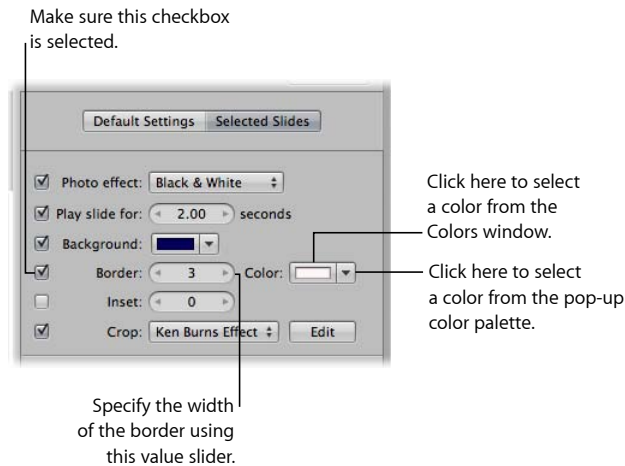 Make sure this checkbox
is selected.
Default Settings Selected Slides
Photo effect: Black & White
Play slide for: 2.00 seconds
Background:
Border: 3 Color:
Inset: 0
Crop: Ken Burns Effect Edit
Click here to select
a color from the
Colors window.
Click here to select
a color from the pop-up
color palette.
Specify the width
of the border using
this value slider.